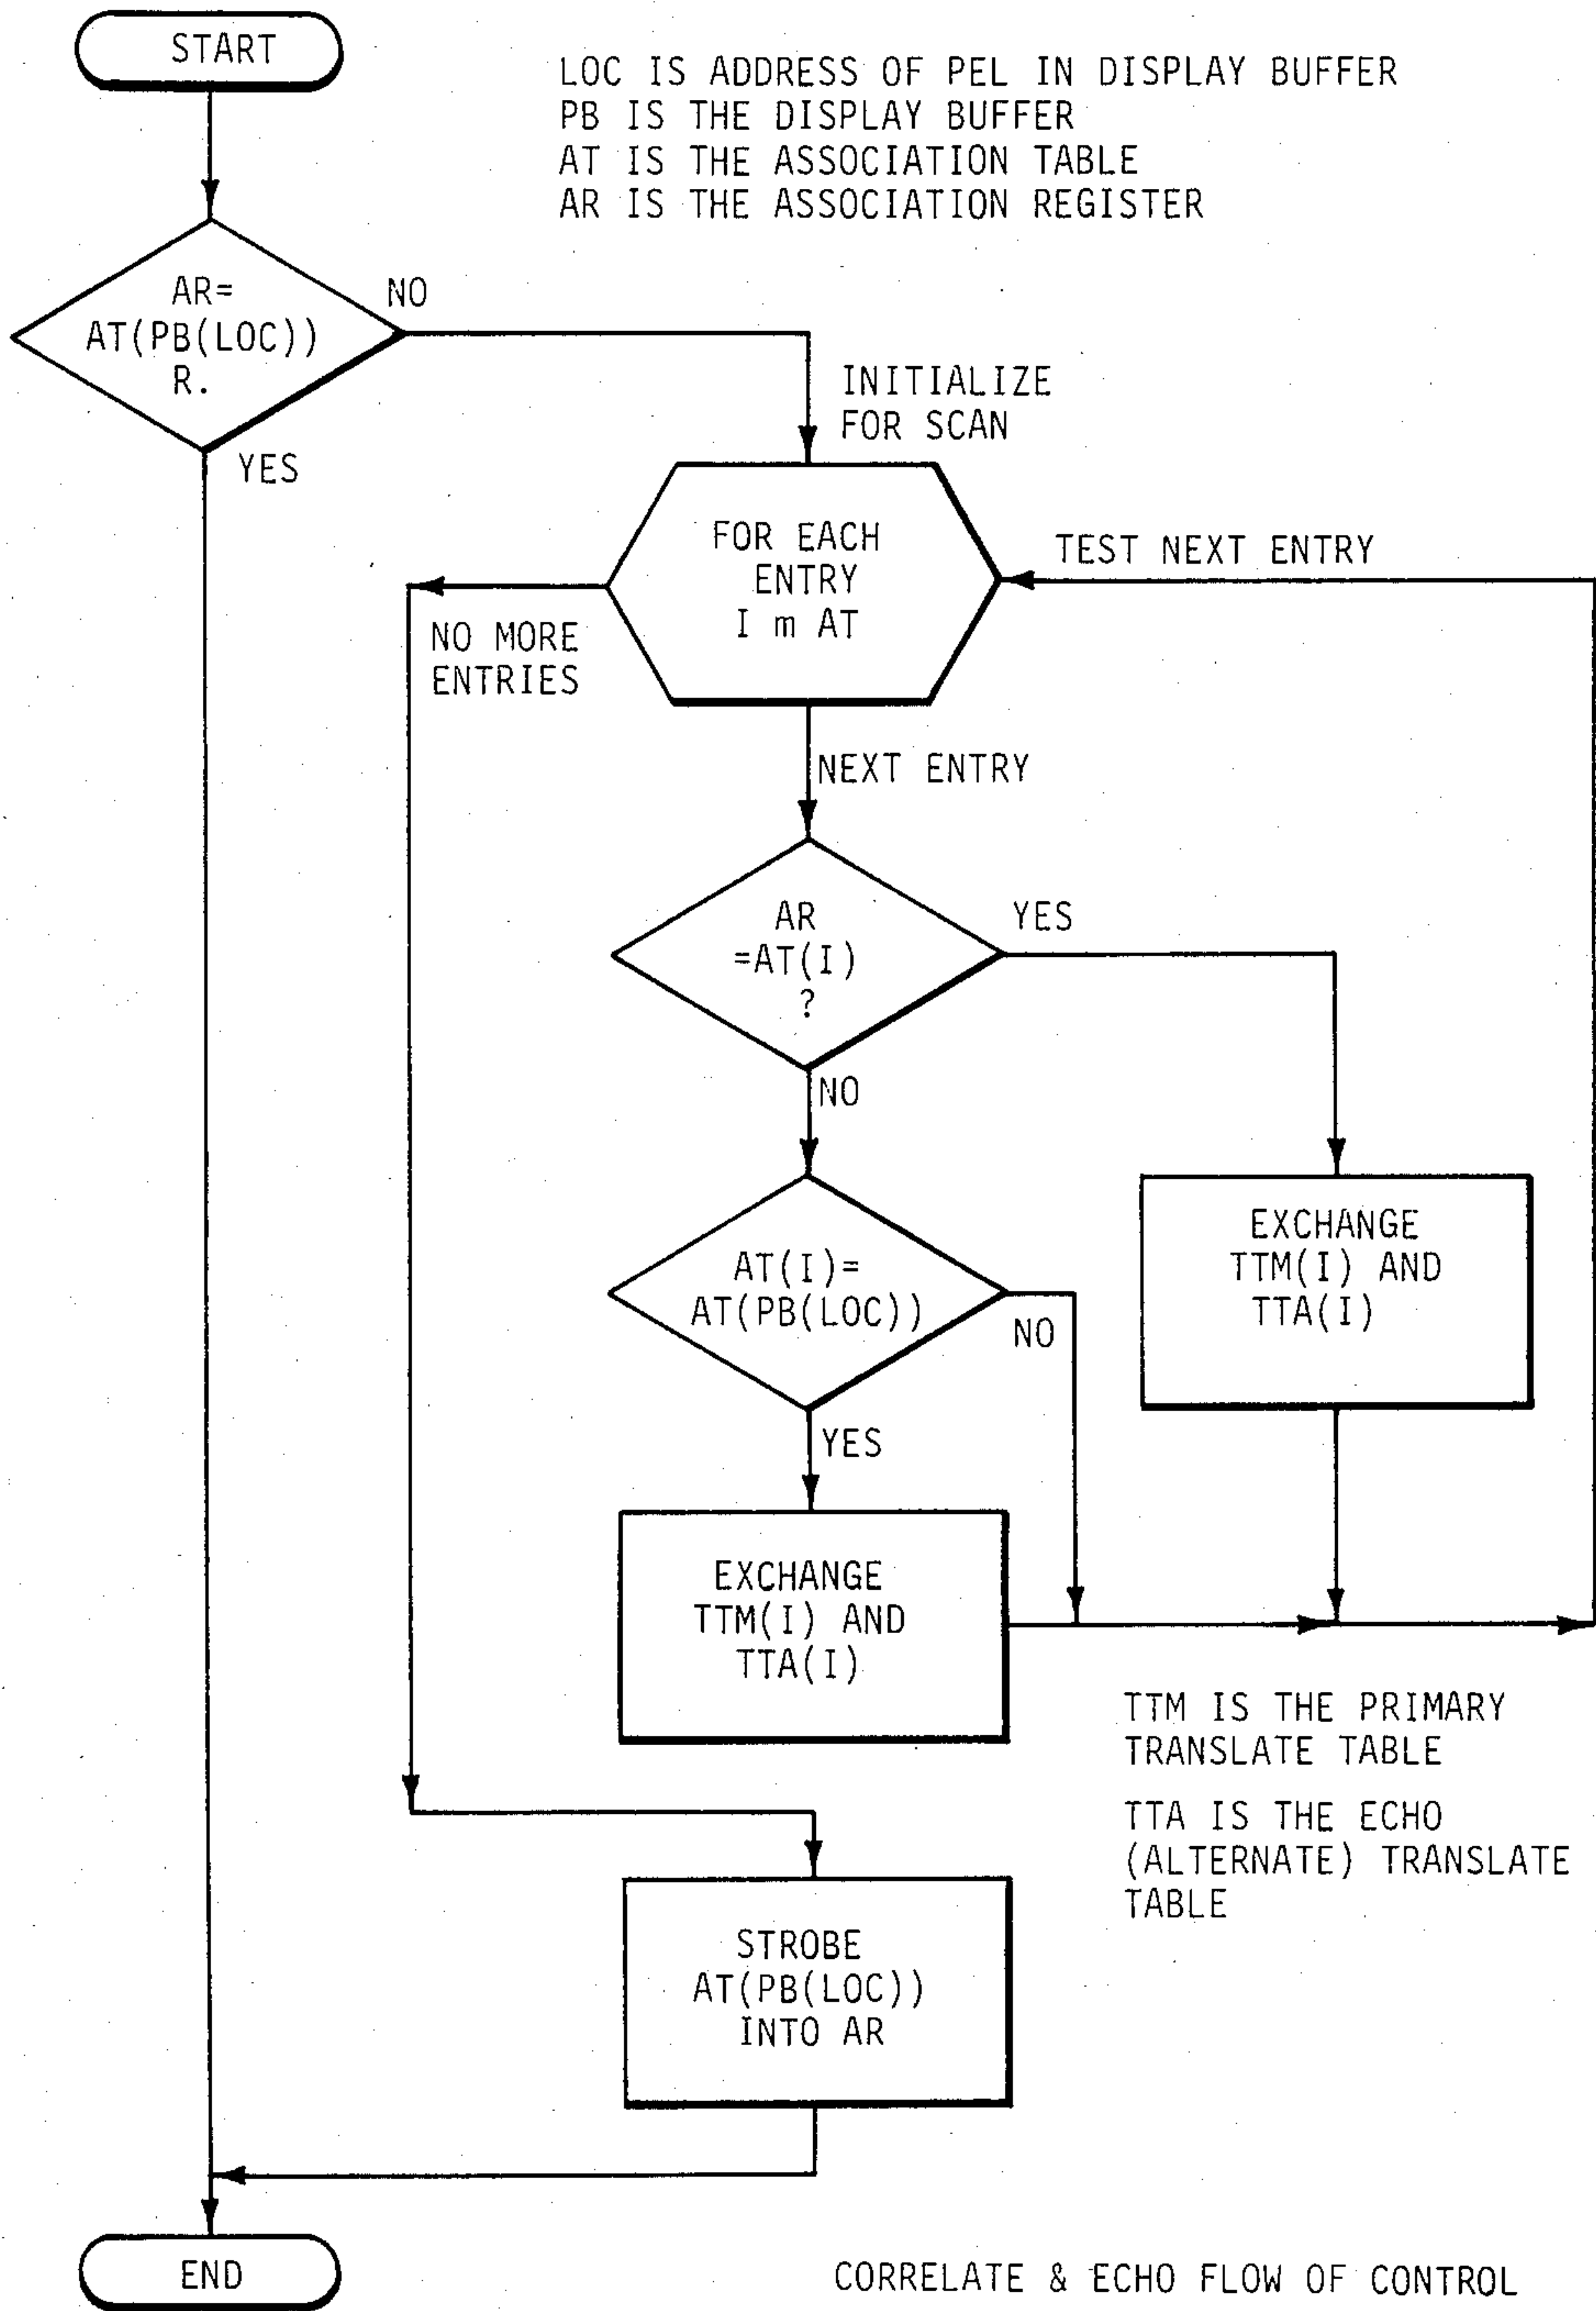 START
LOC IS ADDRESS OF PEL IN DISPLAY BUFFER
PB IS THE DISPLAY BUFFER
AT IS THE ASSOCIATION TABLE
AR IS THE ASSOCIATION REGISTER
AR=
AT(PB(LOC))
R.
NO
YES
INITIALIZE
FOR SCAN
FOR EACH
ENTRY
I m AT
TEST NEXT ENTRY
NO MORE
ENTRIES
NEXT ENTRY
AR
=AT(I)
?
YES
NO
AT(I)=
AT(PB(LOC))
NO
YES
EXCHANGE
TTM(I) AND
TTA(I)
EXCHANGE
TTM(I) AND
TTA(I)
TTM IS THE PRIMARY
TRANSLATE TABLE
TTA IS THE ECHO
(ALTERNATE) TRANSLATE
TABLE
STROBE
AT(PB(LOC))
INTO AR
END
CORRELATE & ECHO FLOW OF CONTROL